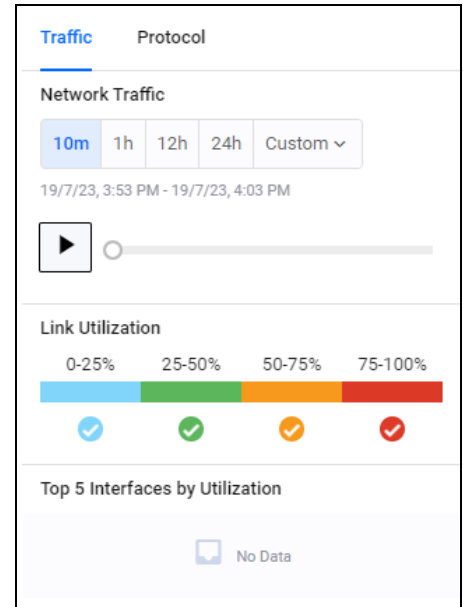 Traffic Protocol
Network Traffic
10m 1h 12h 24h Custom
19/7/23, 3:53 PM - 19/7/23, 4:03 PM
Link Utilization
0-25% 25-50% 50-75% 75-100%
Top 5 Interfaces by Utilization
No Data